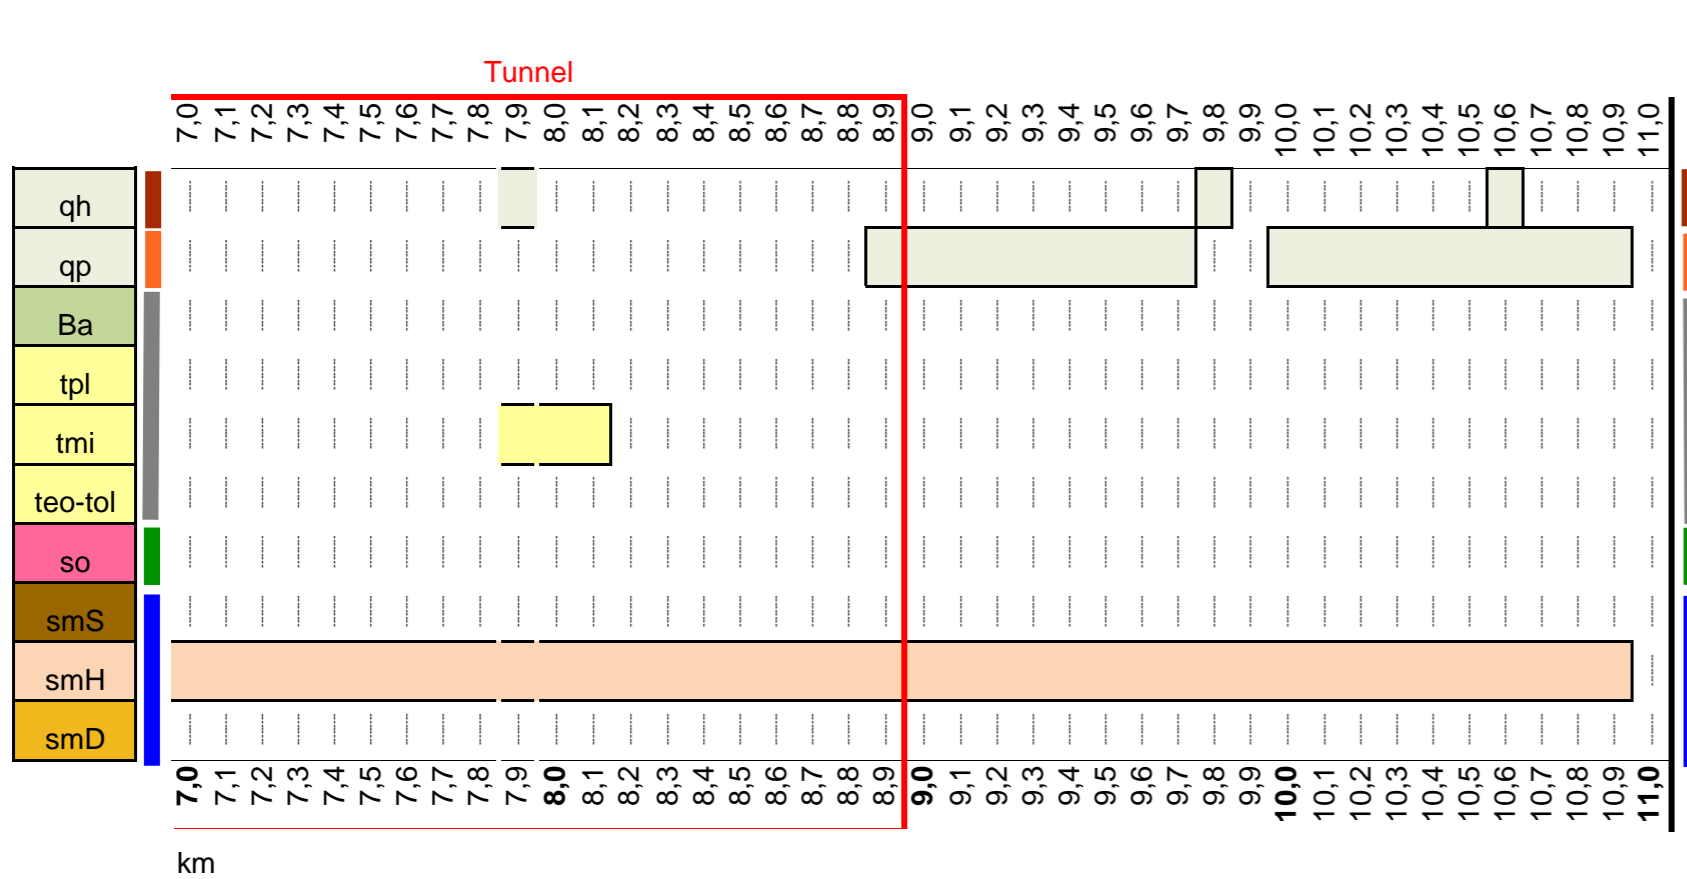 Tunnel
7,0 7,1 7,2 7,3 7,4 7,5 7,6 7,7 7,8 7,9 8,0 8,1 8,2 8,3 8,4 8,5 8,6 8,7 8,8 8,9 9,0 9,1 9,2 9,3 9,4 9,5 9,6 9,7 9,8 9,9 10,0 10,1 10,2 10,3 10,4 10,5 10,6 10,7 10,8 10,9 11,0
qh
qp
Ba
tpl
tmi
teo-tol
so
smS
smH
smD
7,0 7,1 7,2 7,3 7,4 7,5 7,6 7,7 7,8 7,9 8,0 8,1 8,2 8,3 8,4 8,5 8,6 8,7 8,8 8,9 9,0 9,1 9,2 9,3 9,4 9,5 9,6 9,7 9,8 9,9 10,0 10,1 10,2 10,3 10,4 10,5 10,6 10,7 10,8 10,9 11,0
km